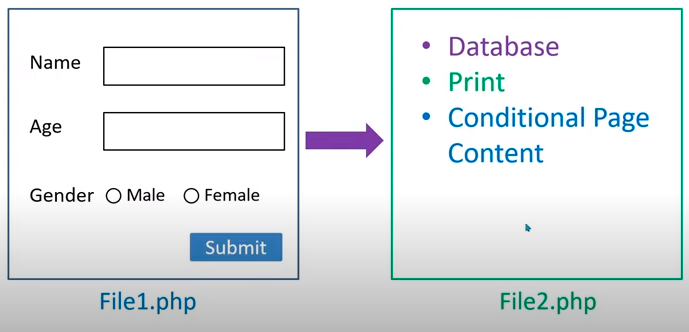 Name
Age
Gender Male Female
Submit
File1.php
• Database
• Print
• Conditional Page
Content
File2.php